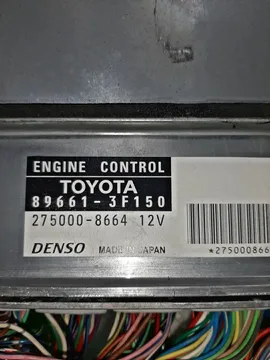 ENGINE CONTROL
TOYOTA
89661-3F150
275000-8664 12V
DENSO MADE IN JAPAN
*275000866